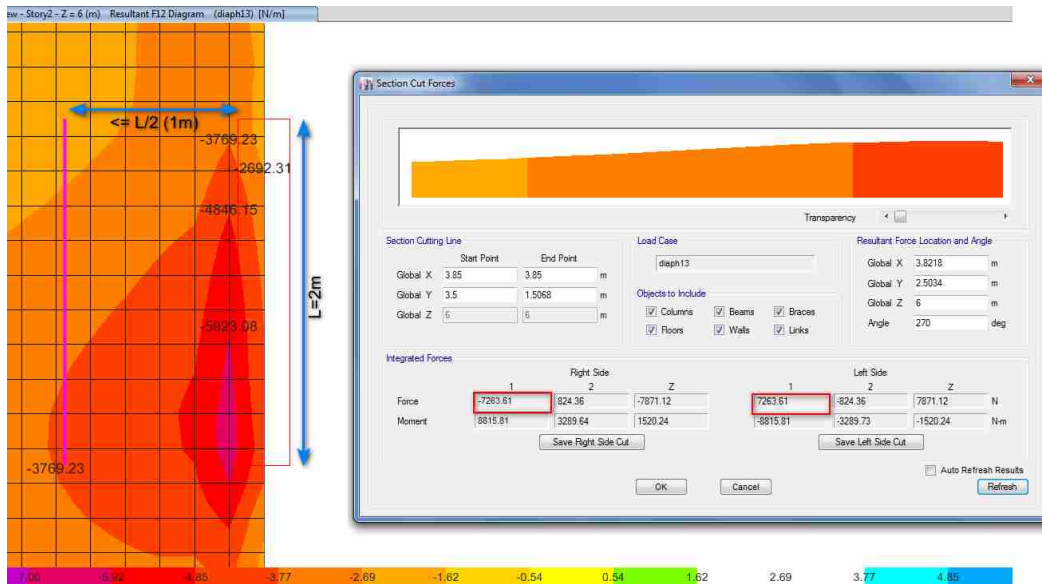 ew - Story2 - Z = 6 (m) Resultant F12 Diagram (diaph13) [N/m]
<= L/2 (1m)
-3769.23
-2692.31
-4846.15
L=2m
-5923.08
-3769.23
Section Cut Forces
Transparency
Section Cutting Line
Start Point End Point
Global X 3.85 3.85 m
Global Y 3.5 1.5068 m
Global Z 6 6 m
Load Case
diaph13
Objects to Include
Columns Beams Braces
Floors Walls Links
Resultant Force Location and Angle
Global X 3.8218 m
Global Y 2.5034 m
Global Z 6 m
Angle 270 deg
Integrated Forces
Right Side Left Side
1 2 Z 1 2 Z
Force -7263.61 824.36 -7871.12 7263.61 -824.36 7871.12 N
Moment 8815.81 3289.64 1520.24 -8815.81 -3289.73 -1520.24 N-m
Save Right Side Cut Save Left Side Cut
Auto Refresh Results
OK Cancel Refresh
-7.00 -5.92 -4.85 -3.77 -2.69 -1.62 -0.54 0.54 1.62 2.69 3.77 4.85